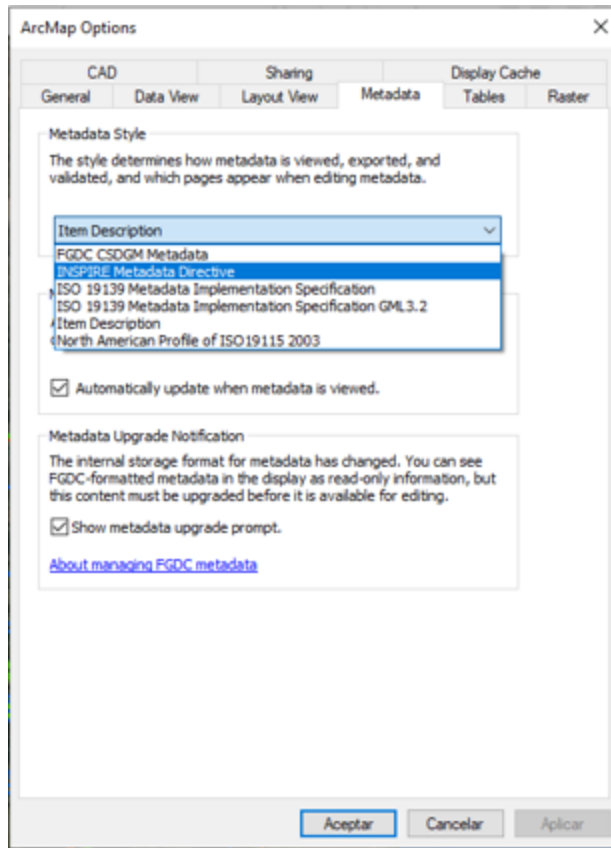 ArcMap Options
CAD Sharing Display Cache
General Data View Layout View Metadata Tables Raster
Metadata Style
The style determines how metadata is viewed, exported, and
validated, and which pages appear when editing metadata.
Item Description
FGDC CSDGM Metadata
INSPIRE Metadata Directive
ISO 19139 Metadata Implementation Specification
ISO 19139 Metadata Implementation Specification GML3.2
Item Description
North American Profile of ISO19115 2003
Automatically update when metadata is viewed.
Metadata Upgrade Notification
The internal storage format for metadata has changed. You can see
FGDC-formatted metadata in the display as read-only information, but
this content must be upgraded before it is available for editing.
Show metadata upgrade prompt.
About managing FGDC metadata
Aceptar Cancelar Aplicar